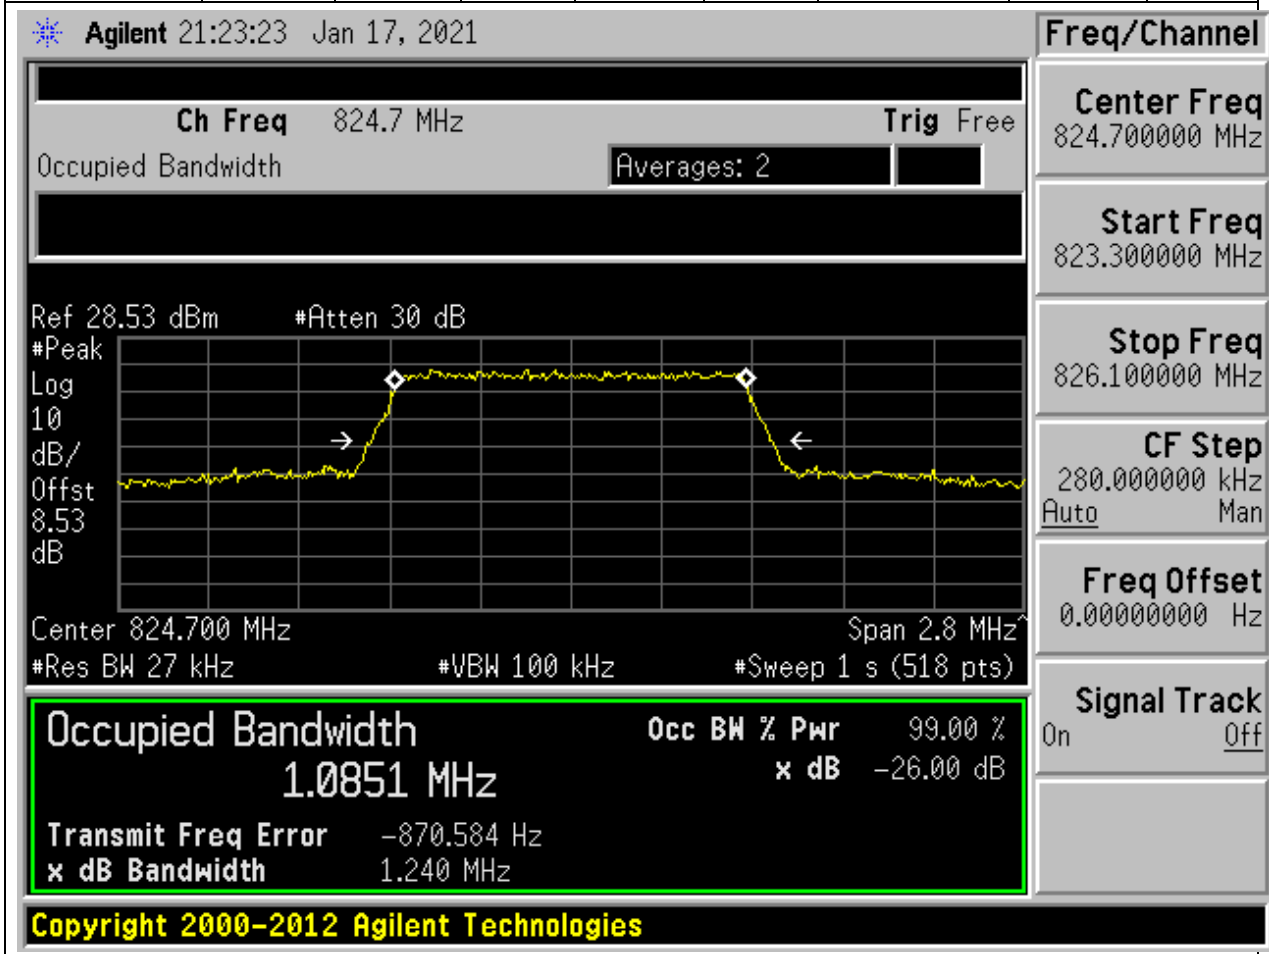 Agilent 21:23:23 Jan 17, 2021
Freq/Channel
Ch Freq 824.7 MHz Trig Free
Occupied Bandwidth Averages: 2
Center Freq
824.700000 MHz
Start Freq
823.300000 MHz
Stop Freq
826.100000 MHz
CF Step
280.000000 kHz
Auto Man
Freq Offset
0.00000000 Hz
Signal Track
On Off
Ref 28.53 dBm #Atten 30 dB
#Peak
Log
10
dB/
Offst
8.53
dB
Center 824.700 MHz Span 2.8 MHz^
#Res BW 27 kHz #VBW 100 kHz #Sweep 1 s (518 pts)
Occupied Bandwidth Occ BW % Pwr 99.00 %
1.0851 MHz x dB -26.00 dB
Transmit Freq Error -870.584 Hz
x dB Bandwidth 1.240 MHz
Copyright 2000-2012 Agilent Technologies